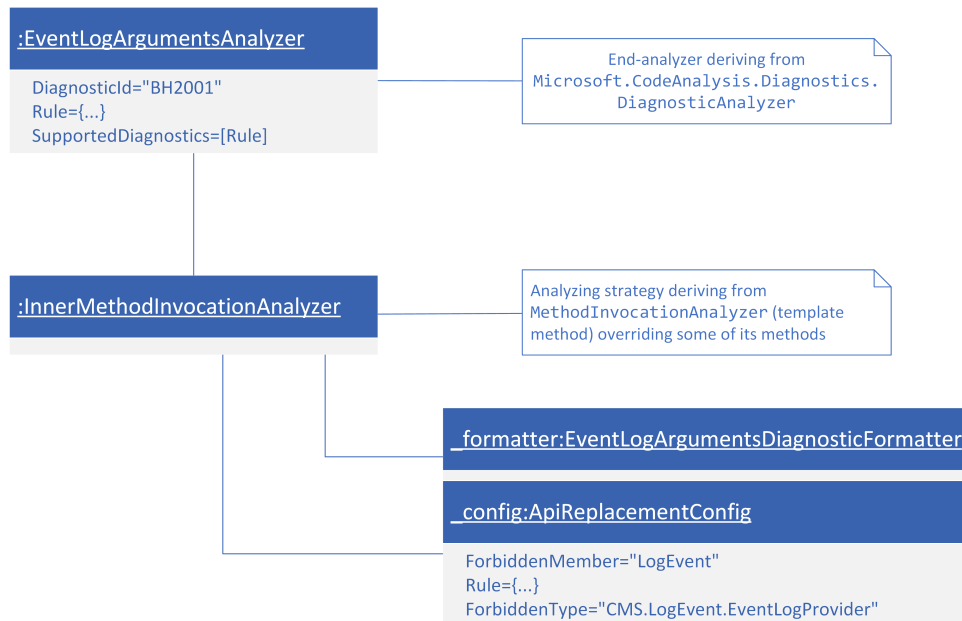 :EventLogArgumentsAnalyzer
DiagnosticId="BH2001"
Rule={...}
SupportedDiagnostics=[Rule]
End-analyzer deriving from
Microsoft.CodeAnalysis.Diagnostics.
DiagnosticAnalyzer
:InnerMethodInvocationAnalyzer
Analyzing strategy deriving from
MethodInvocationAnalyzer (template
method) overriding some of its methods
_formatter:EventLogArgumentsDiagnosticFormatter
_config:ApiReplacementConfig
ForbiddenMember="LogEvent"
Rule={...}
ForbiddenType="CMS.LogEvent.EventLogProvider"